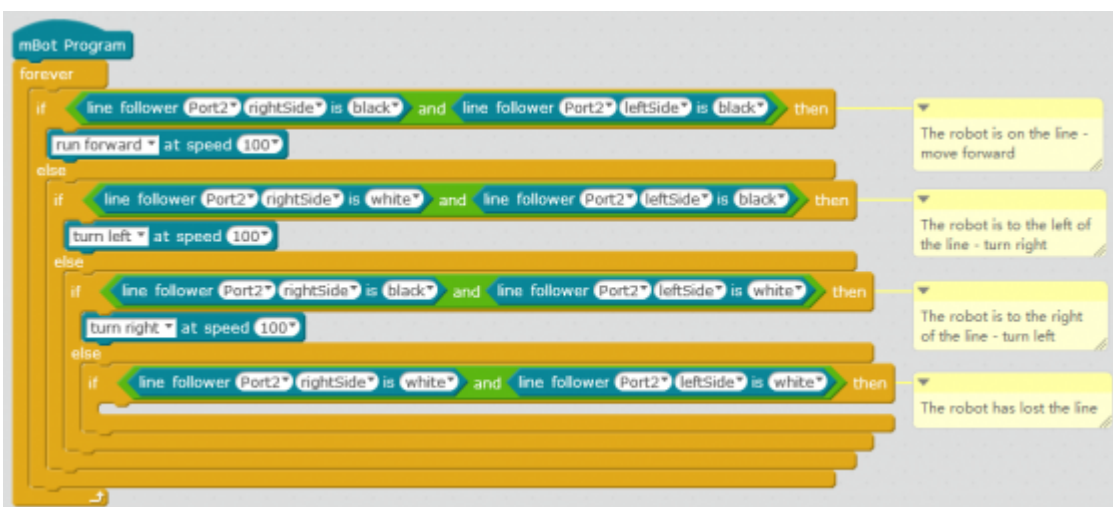 mBot Program
forever
if line follower Port2 rightSide is black and line follower Port2 leftSide is black then
The robot is on the line -
move forward
run forward at speed 100
else
if line follower Port2 rightSide is white and line follower Port2 leftSide is black then
The robot is to the left of
the line - turn right
turn left at speed 100
else
if line follower Port2 rightSide is black and line follower Port2 leftSide is white then
The robot is to the right
of the line - turn left
turn right at speed 100
else
if line follower Port2 rightSide is white and line follower Port2 leftSide is white then
The robot has lost the line